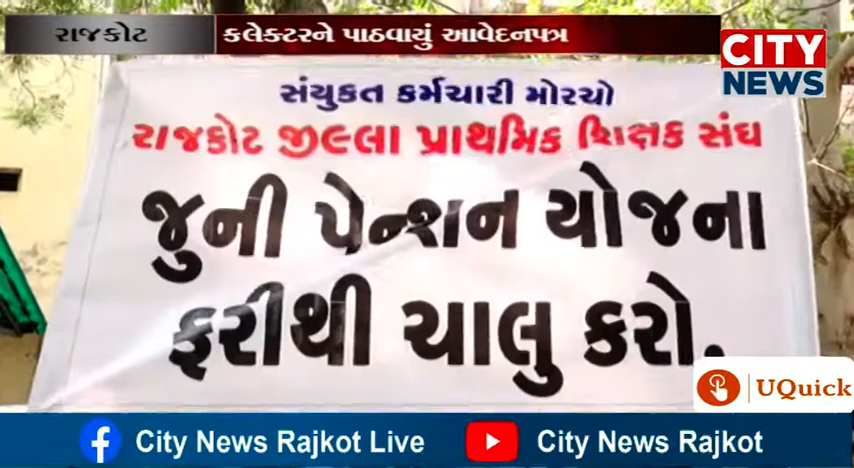 રાજકોટ
કલેક્ટરને પાઠવાયું આવેદનપત્ર
CITY
NEWS
સંયુકત કર્મચારી મોરચો
રાજકોટ જીલ્લા પ્રાથમિક શિક્ષક સંઘ
જુની પેન્શન યોજના
ફરીથી ચાલુ કરો.
UQuick
City News Rajkot Live
City News Rajkot